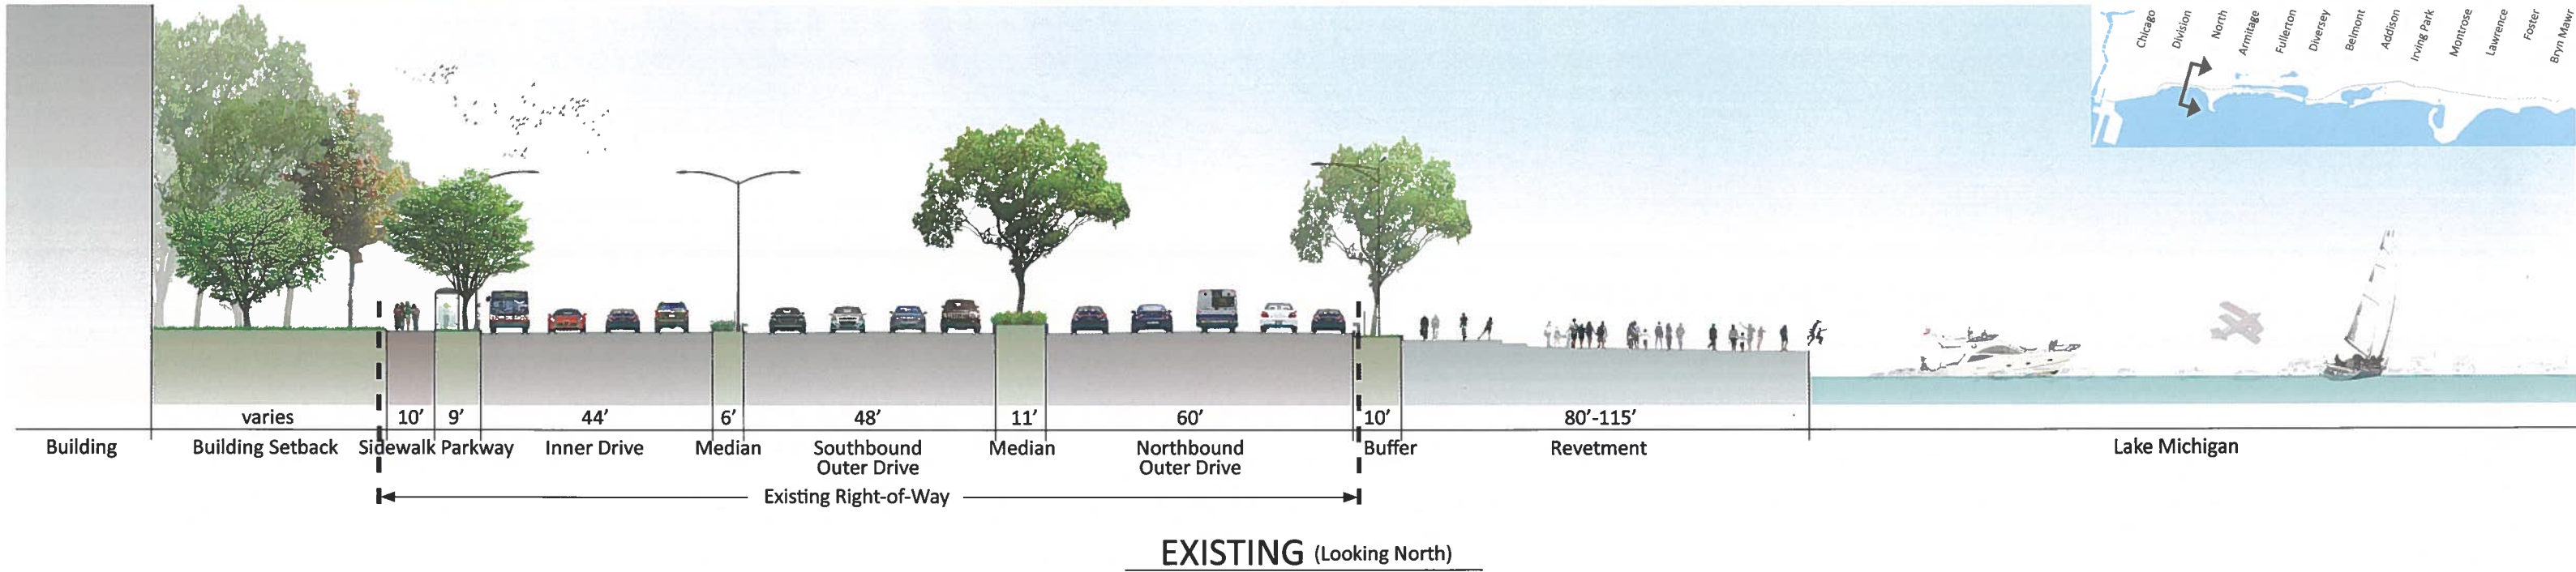 Chicago
Division
North
Armitage
Fullerton
Diversey
Belmont
Addison
Irving Park
Montrose
Lawrence
Foster
Bryn Mawr
varies 10’ 9’ 44’ 6’ 48’ 11’ 60’ 10’ 80’-115’
Building Building Setback Sidewalk Parkway Inner Drive Median Southbound Median Northbound Buffer Revetment Lake Michigan
Outer Drive Outer Drive
Existing Right-of-Way
EXISTING (Looking North)